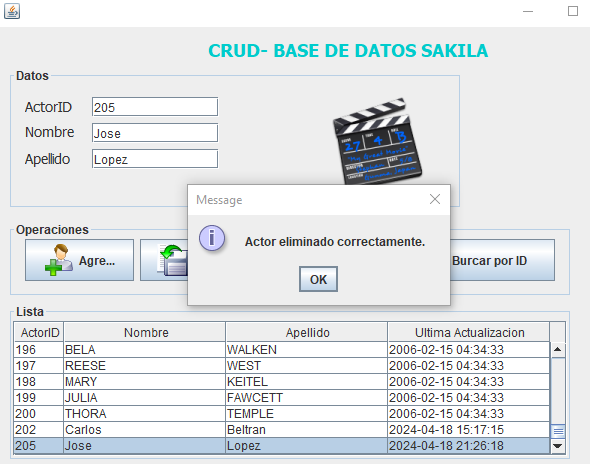 CRUD- BASE DE DATOS SAKILA
Datos
ActorID 205
Nombre Jose
Apellido Lopez
Message
Actor eliminado correctamente.
OK
Operaciones
Agre... Burcar por ID
Lista
ActorID Nombre Apellido Ultima Actualizacion
196 BELA WALKEN 2006-02-15 04:34:33
197 REESE WEST 2006-02-15 04:34:33
198 MARY KEITEL 2006-02-15 04:34:33
199 JULIA FAWCETT 2006-02-15 04:34:33
200 THORA TEMPLE 2006-02-15 04:34:33
202 Carlos Beltran 2024-04-18 15:17:15
205 Jose Lopez 2024-04-18 21:26:18